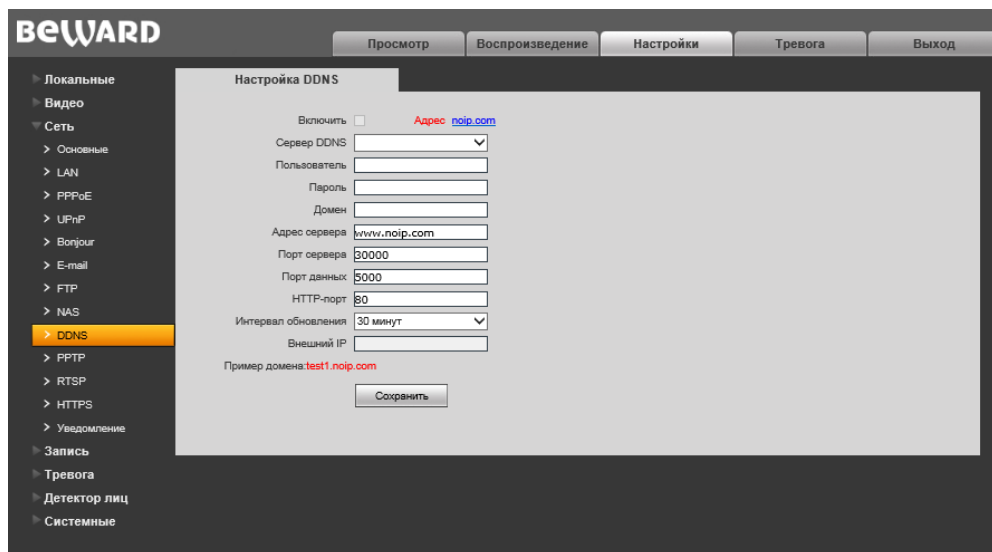 BEWARD
Просмотр Воспроизведение Настройки Тревога Выход
Локальные
Видео
Сеть
Основные
LAN
PPPoE
UPnP
Bonjour
E-mail
FTP
NAS
DDNS
PPTP
RTSP
HTTPS
Уведомление
Запись
Тревога
Детектор лиц
Системные
Настройка DDNS
Включить Адрес noip.com
Сервер DDNS
Пользователь
Пароль
Домен
Адрес сервера www.noip.com
Порт сервера 30000
Порт данных 5000
HTTP-порт 80
Интервал обновления 30 минут
Внешний IP
Пример домена:test1.noip.com
Сохранить